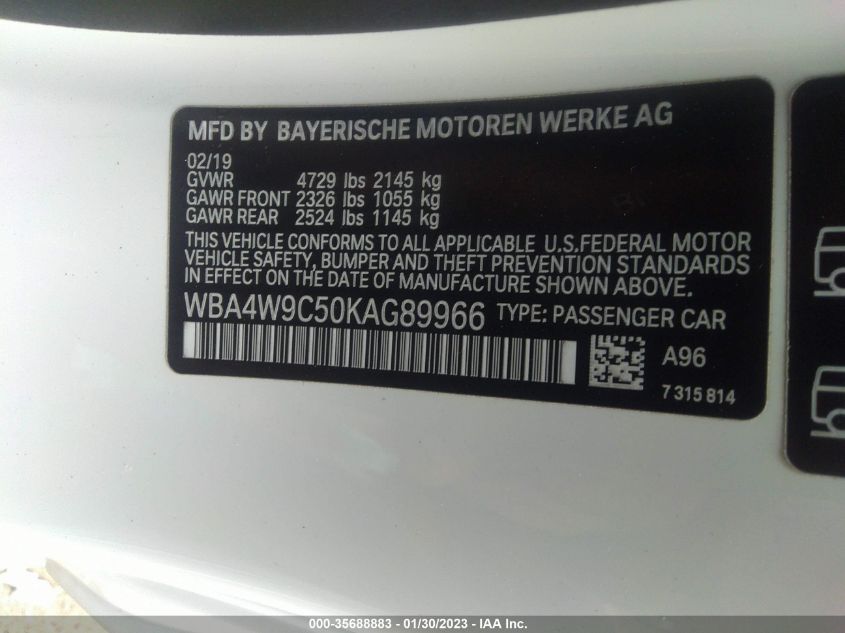 MFD BY BAYERISCHE MOTOREN WERKE AG
02/19
GVWR 4729 lbs 2145 kg
GAWR FRONT 2326 lbs 1055 kg
GAWR REAR 2524 lbs 1145 kg
THIS VEHICLE CONFORMS TO ALL APPLICABLE U.S.FEDERAL MOTOR
VEHICLE SAFETY, BUMPER AND THEFT PREVENTION STANDARDS
IN EFFECT ON THE DATE OF MANUFACTURE SHOWN ABOVE.
WBA4W9C50KAG89966 TYPE: PASSENGER CAR
A96
7 315 814
000-35688883 - 01/30/2023 - IAA Inc.